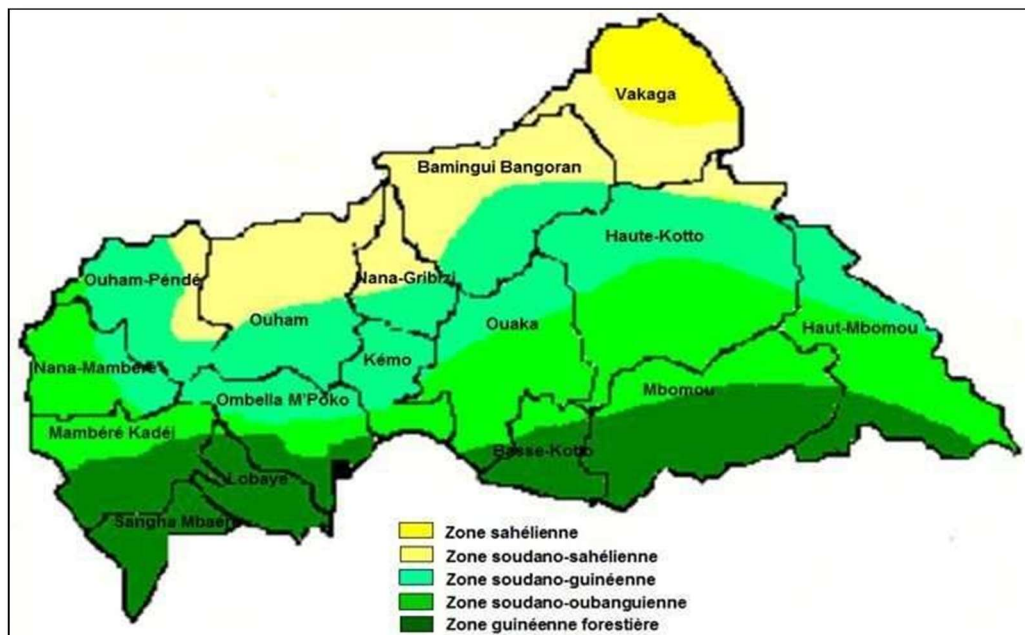 Vakaga
Bamingui Bangoran
Haute-Kotto
Ouham-Péndé
Nana-Gribizi
Ouham
Ouaka
Haut-Mbomou
Kémo
Nana-Mambéré
Mbomou
Ombella M'Poko
Mambéré Kadéi
Basse-Kotto
Lobaye
Sangha Mbaéré
Zone sahélienne
Zone soudano-sahélienne
Zone soudano-guinéenne
Zone soudano-oubanguienne
Zone guinéenne forestière